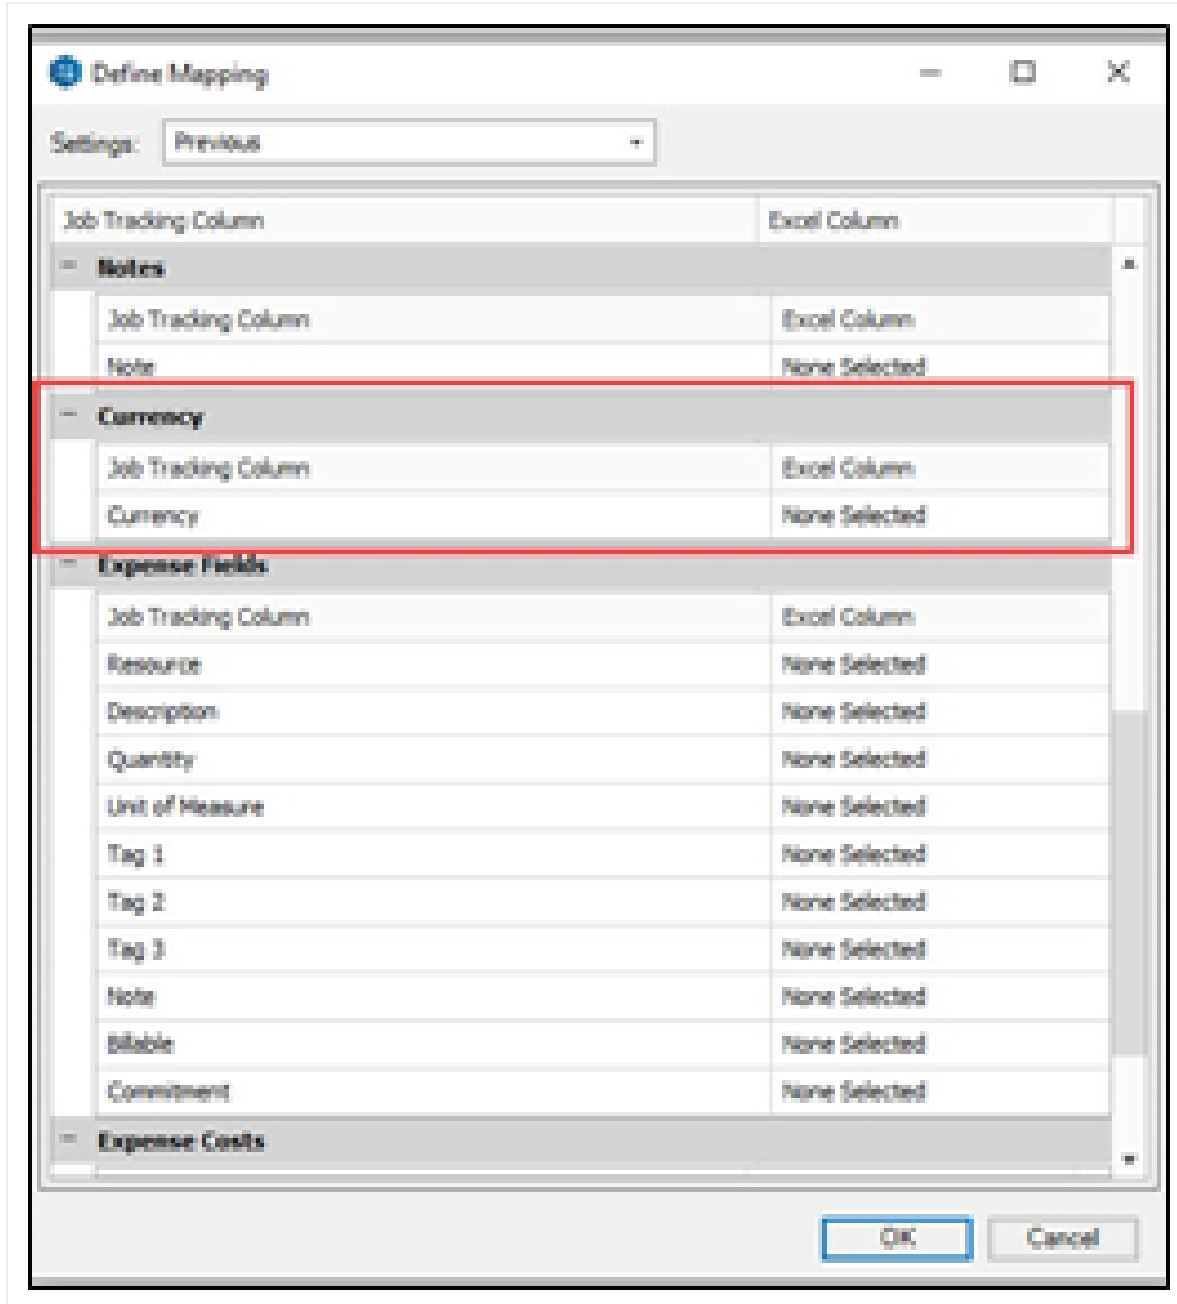 Define Mapping
Settings: Previous
Job Tracking Column Excel Column
Notes
Job Tracking Column Excel Column
Note None Selected
Currency
Job Tracking Column Excel Column
Currency None Selected
Expense Fields
Job Tracking Column Excel Column
Resource None Selected
Description None Selected
Quantity None Selected
Unit of Measure None Selected
Tag 1 None Selected
Tag 2 None Selected
Tag 3 None Selected
Note None Selected
Billable None Selected
Commitment None Selected
Expense Costs
OK Cancel